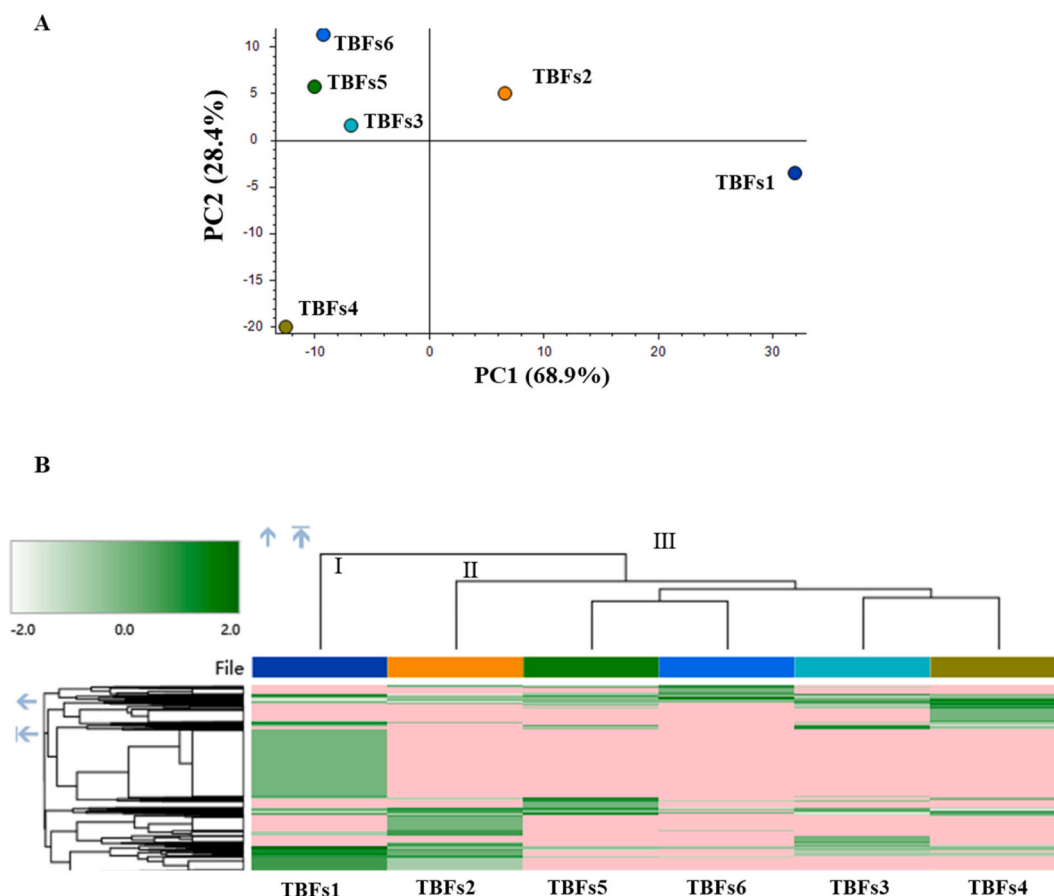 A
10
5
0
-5
-10
-15
-20
PC2 (28.4%)
TBFs6
TBFs5
TBFs3
TBFs2
TBFs1
TBFs4
-10
0
10
20
30
PC1 (68.9%)
B
-2.0
0.0
2.0
I
II
III
File
TBFs1
TBFs2
TBFs5
TBFs6
TBFs3
TBFs4